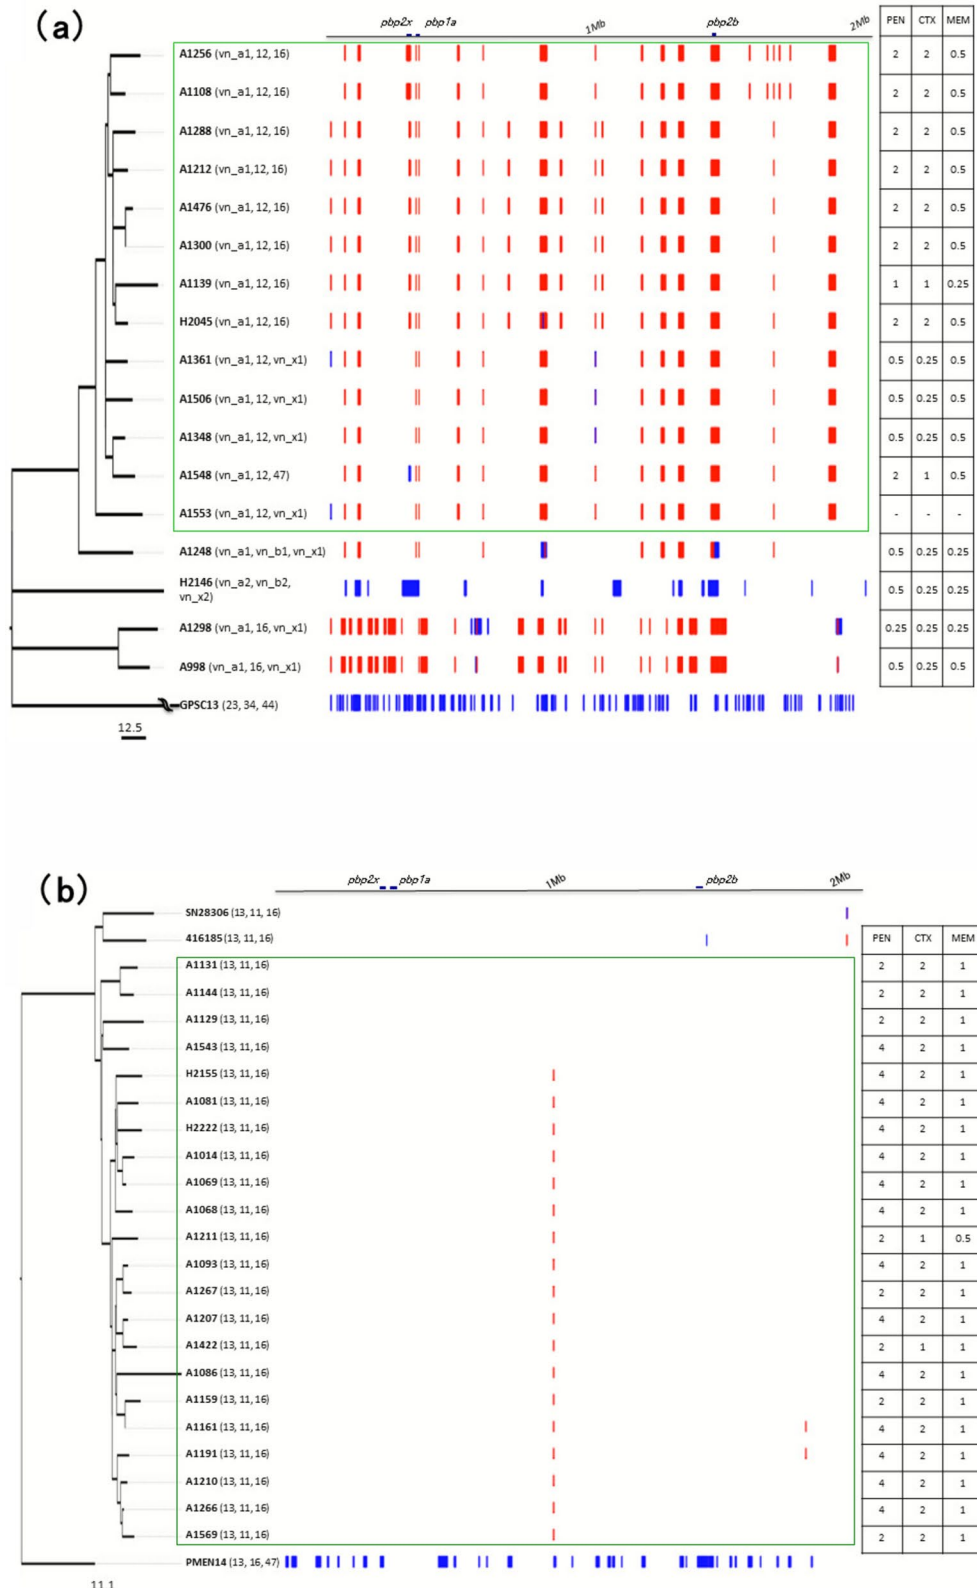 (a)
pbp2x pbp1a 1Mb pbp2b 2Mb PEN CTX MEM
A1256 (vn_a1, 12, 16) 2 2 0.5
A1108 (vn_a1, 12, 16) 2 2 0.5
A1288 (vn_a1, 12, 16) 2 2 0.5
A1212 (vn_a1,12, 16) 2 2 0.5
A1476 (vn_a1, 12, 16) 2 2 0.5
A1300 (vn_a1, 12, 16) 2 2 0.5
A1139 (vn_a1, 12, 16) 1 1 0.25
H2045 (vn_a1, 12, 16) 2 2 0.5
A1361 (vn_a1, 12, vn_x1) 0.5 0.25 0.5
A1506 (vn_a1, 12, vn_x1) 0.5 0.25 0.5
A1348 (vn_a1, 12, vn_x1) 0.5 0.25 0.5
A1548 (vn_a1, 12, 47) 2 1 0.5
A1553 (vn_a1, 12, vn_x1) - - -
A1248 (vn_a1, vn_b1, vn_x1) 0.5 0.25 0.25
H2146 (vn_a2, vn_b2, 
vn_x2) 0.5 0.25 0.25
A1298 (vn_a1, 16, vn_x1) 0.25 0.25 0.25
A998 (vn_a1, 16, vn_x1) 0.5 0.25 0.5
GPSC13 (23, 34, 44)
12.5
(b)
pbp2x pbp1a 1Mb pbp2b 2Mb
SN28306 (13, 11, 16)
416185 (13, 11, 16) PEN CTX MEM
A1131 (13, 11, 16) 2 2 1
A1144 (13, 11, 16) 2 2 1
A1129 (13, 11, 16) 2 2 1
A1543 (13, 11, 16) 4 2 1
H2155 (13, 11, 16) 4 2 1
A1081 (13, 11, 16) 4 2 1
H2222 (13, 11, 16) 4 2 1
A1014 (13, 11, 16) 4 2 1
A1069 (13, 11, 16) 4 2 1
A1068 (13, 11, 16) 4 2 1
A1211 (13, 11, 16) 2 1 0.5
A1093 (13, 11, 16) 4 2 1
A1267 (13, 11, 16) 2 2 1
A1207 (13, 11, 16) 4 2 1
A1422 (13, 11, 16) 2 1 1
A1086 (13, 11, 16) 4 2 1
A1159 (13, 11, 16) 2 2 1
A1161 (13, 11, 16) 4 2 1
A1191 (13, 11, 16) 4 2 1
A1210 (13, 11, 16) 4 2 1
A1266 (13, 11, 16) 4 2 1
A1569 (13, 11, 16) 2 2 1
PMEN14 (13, 16, 47)
11.1